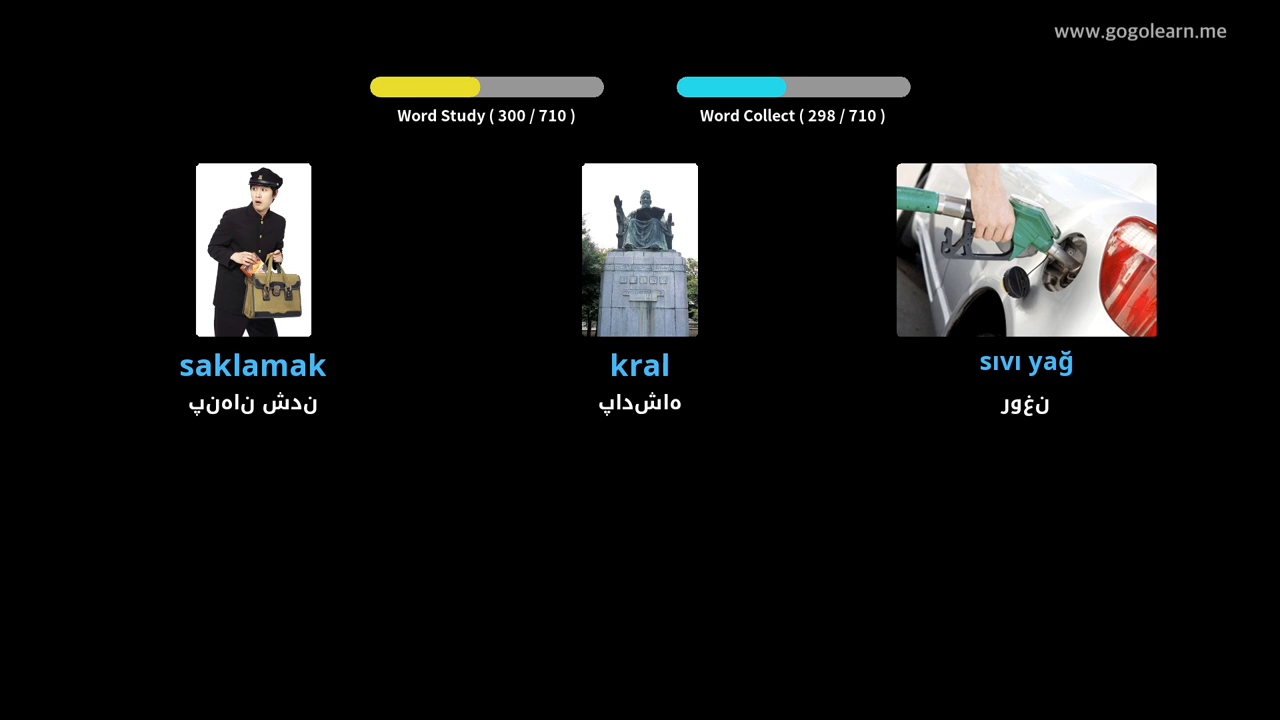 www.gogolearn.me
Word Study ( 300 / 710 )
Word Collect ( 298 / 710 )
saklamak
پنهان شدن
kral
پادشاه
sıvı yağ
روغن